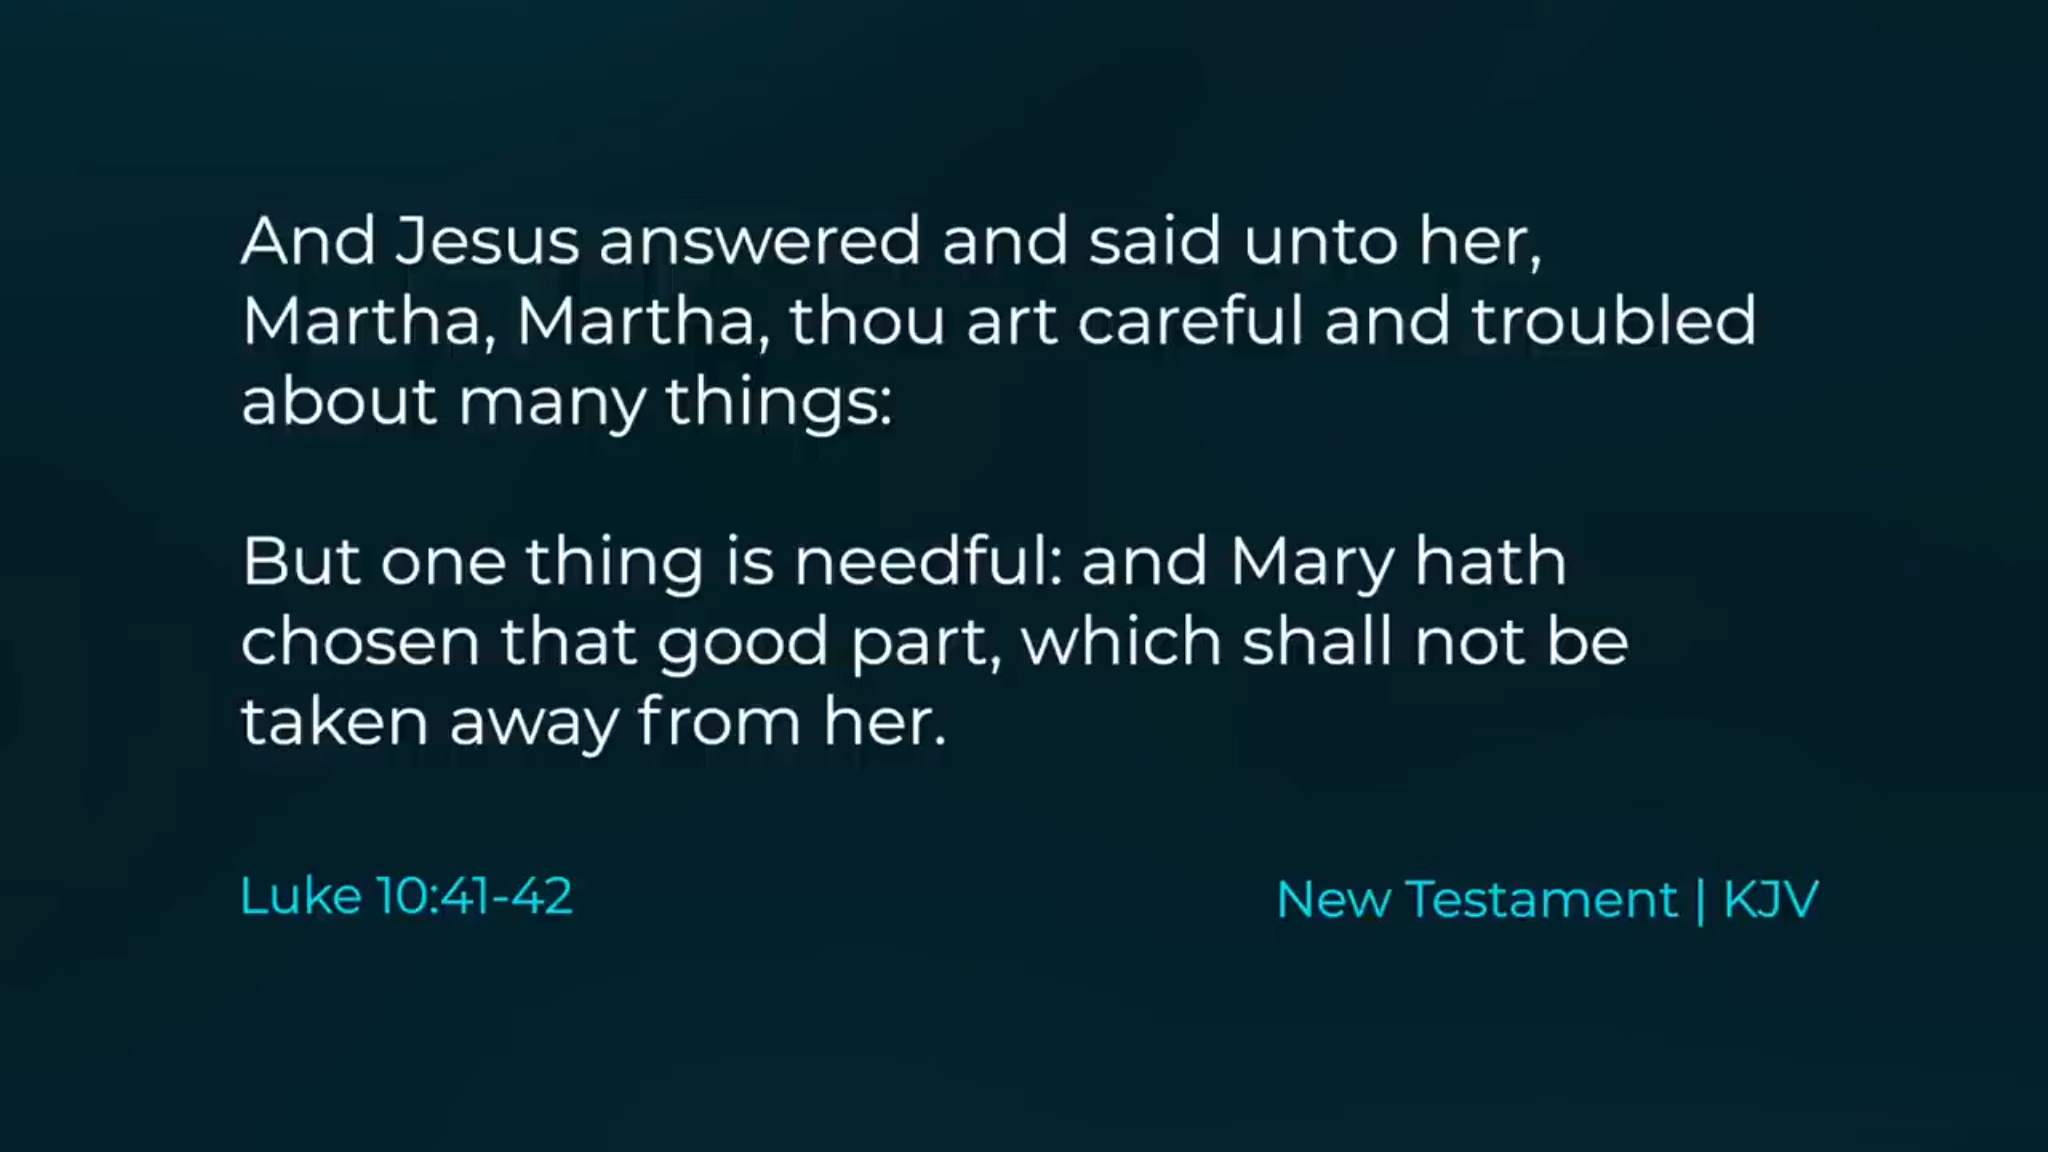 And Jesus answered and said unto her,
Martha, Martha, thou art careful and troubled
about many things:
But one thing is needful: and Mary hath
chosen that good part, which shall not be
taken away from her.
Luke 10:41-42
New Testament | KJV